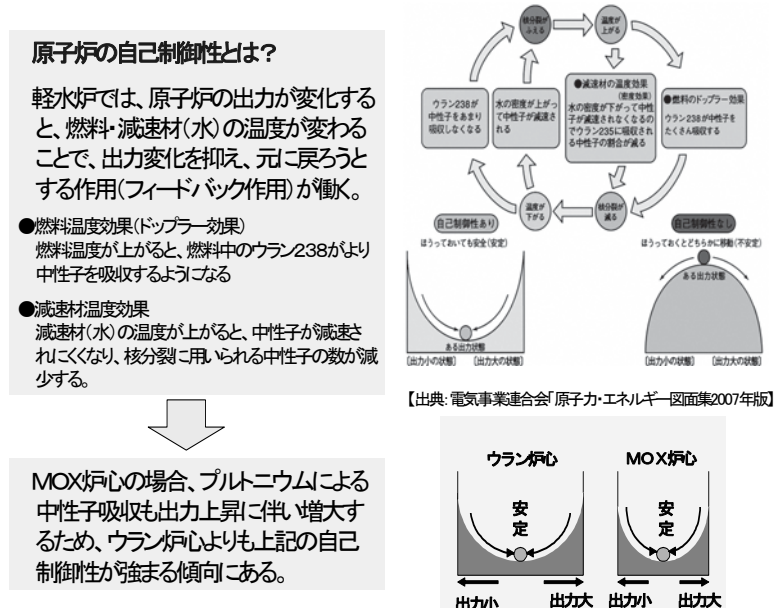 原子炉の自己制御性とは？
軽水炉では、原子炉の出力が変化する
と、燃料・減速材（水）の温度が変わる
ことで、出力変化を抑え、元に戻ろうと
する作用（フィードバック作用）が働く。
●燃料温度効果（ドップラー効果）
燃料温度が上がると、燃料中のウラン238がより
中性子を吸収するようになる
●減速材温度効果
減速材（水）の温度が上がると、中性子が減速さ
れにくくなり、核分裂に用いられる中性子の数が減
少する。
MOX炉心の場合、プルトニウムによる
中性子吸収も出力上昇に伴い増大す
るため、ウラン炉心よりも上記の自己
制御性が強まる傾向にある。
核分裂が
ふえる
温度が
上がる
ウラン238が
中性子をあまり
吸収しなくなる
水の密度が上がっ
て中性子が減速さ
れる
●減速材の温度効果
（密度効果）
水の密度が下がって中性
子が減速されなくなるの
でウラン235に吸収され
る中性子の割合が減る
●燃料のドップラー効果
ウラン238が中性子を
たくさん吸収する
温度が
下がる
核分裂が
減る
自己制御性あり
ほうっておいても安全（安定）
ある出力状態
〔出力小の状態〕 〔出力大の状態〕
自己制御性なし
ほうっておくとどちらかに移動（不安定）
ある出力状態
〔出力小の状態〕 〔出力大の状態〕
【出典：電気事業連合会「原子力・エネルギー図面集2007年版】
ウラン炉心
安
定
出力小 出力大
MOX炉心
安
定
出力小 出力大